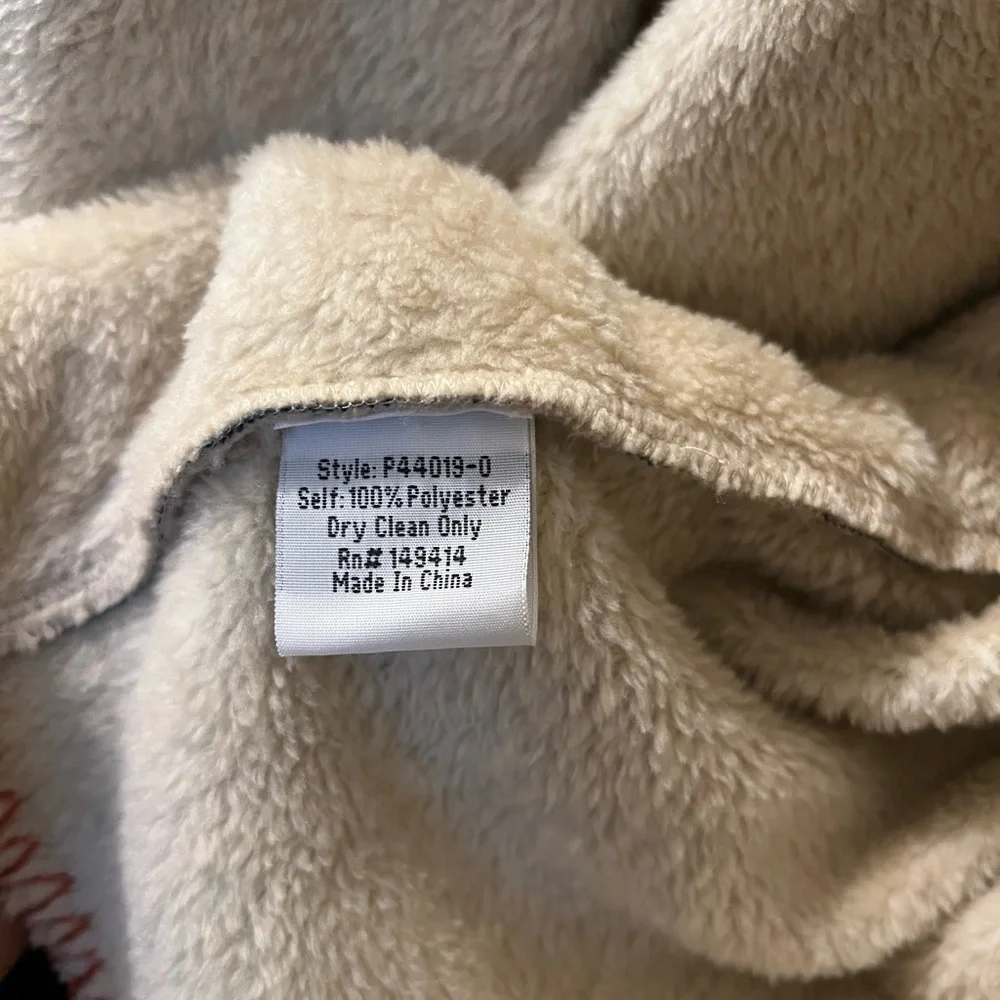 Style: P44019-0
Self: 100% Polyester
Dry Clean Only
Rn# 149414
Made In China